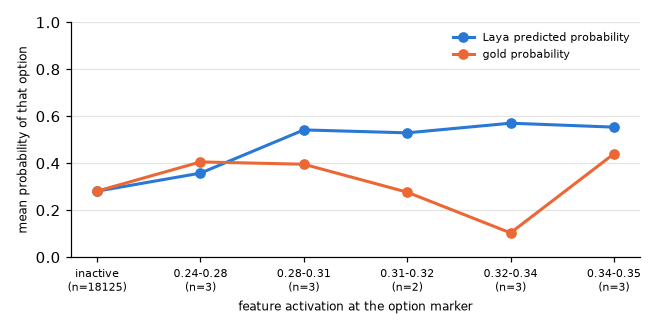 1.0
0.8
0.6
0.4
0.2
0.0
mean probability of that option
Laya predicted probability
gold probability
inactive
(n=18125)
0.24-0.28
(n=3)
0.28-0.31
(n=3)
0.31-0.32
(n=2)
0.32-0.34
(n=3)
0.34-0.35
(n=3)
feature activation at the option marker